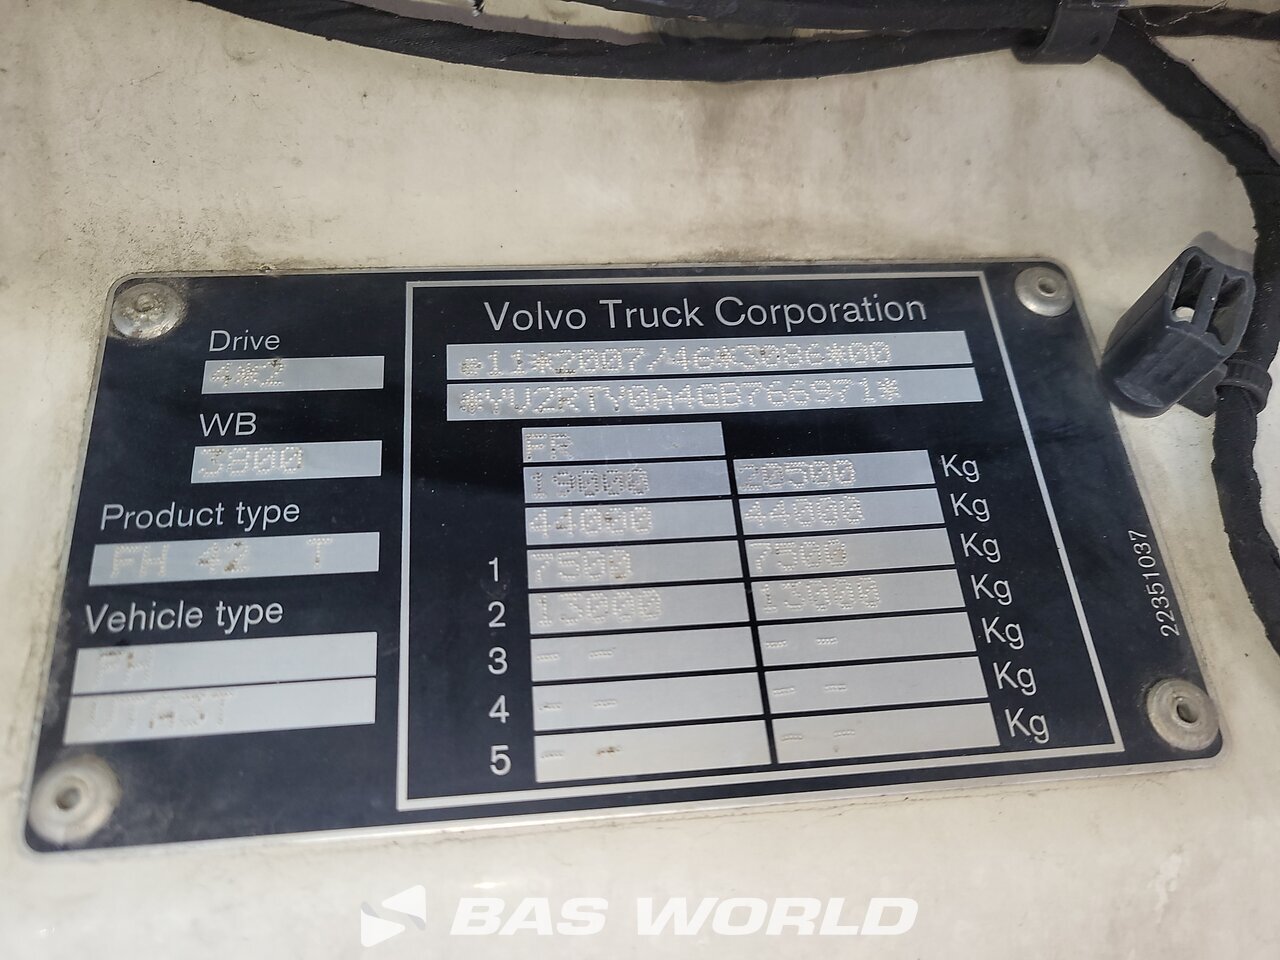 Volvo Truck Corporation
Drive
4*2
WB
3800
Product type
FH 42 T
Vehicle type
FH
e11*2007/46*3086*00
*YV2RTY0A4GB766971*
FR
19000 20500 Kg
44000 44000 Kg
1 7500 7500 Kg
2 13000 13000 Kg
3 -- -- -- -- Kg
4 -- -- -- -- Kg
5 -- -- -- -- Kg
22351037
BAS WORLD